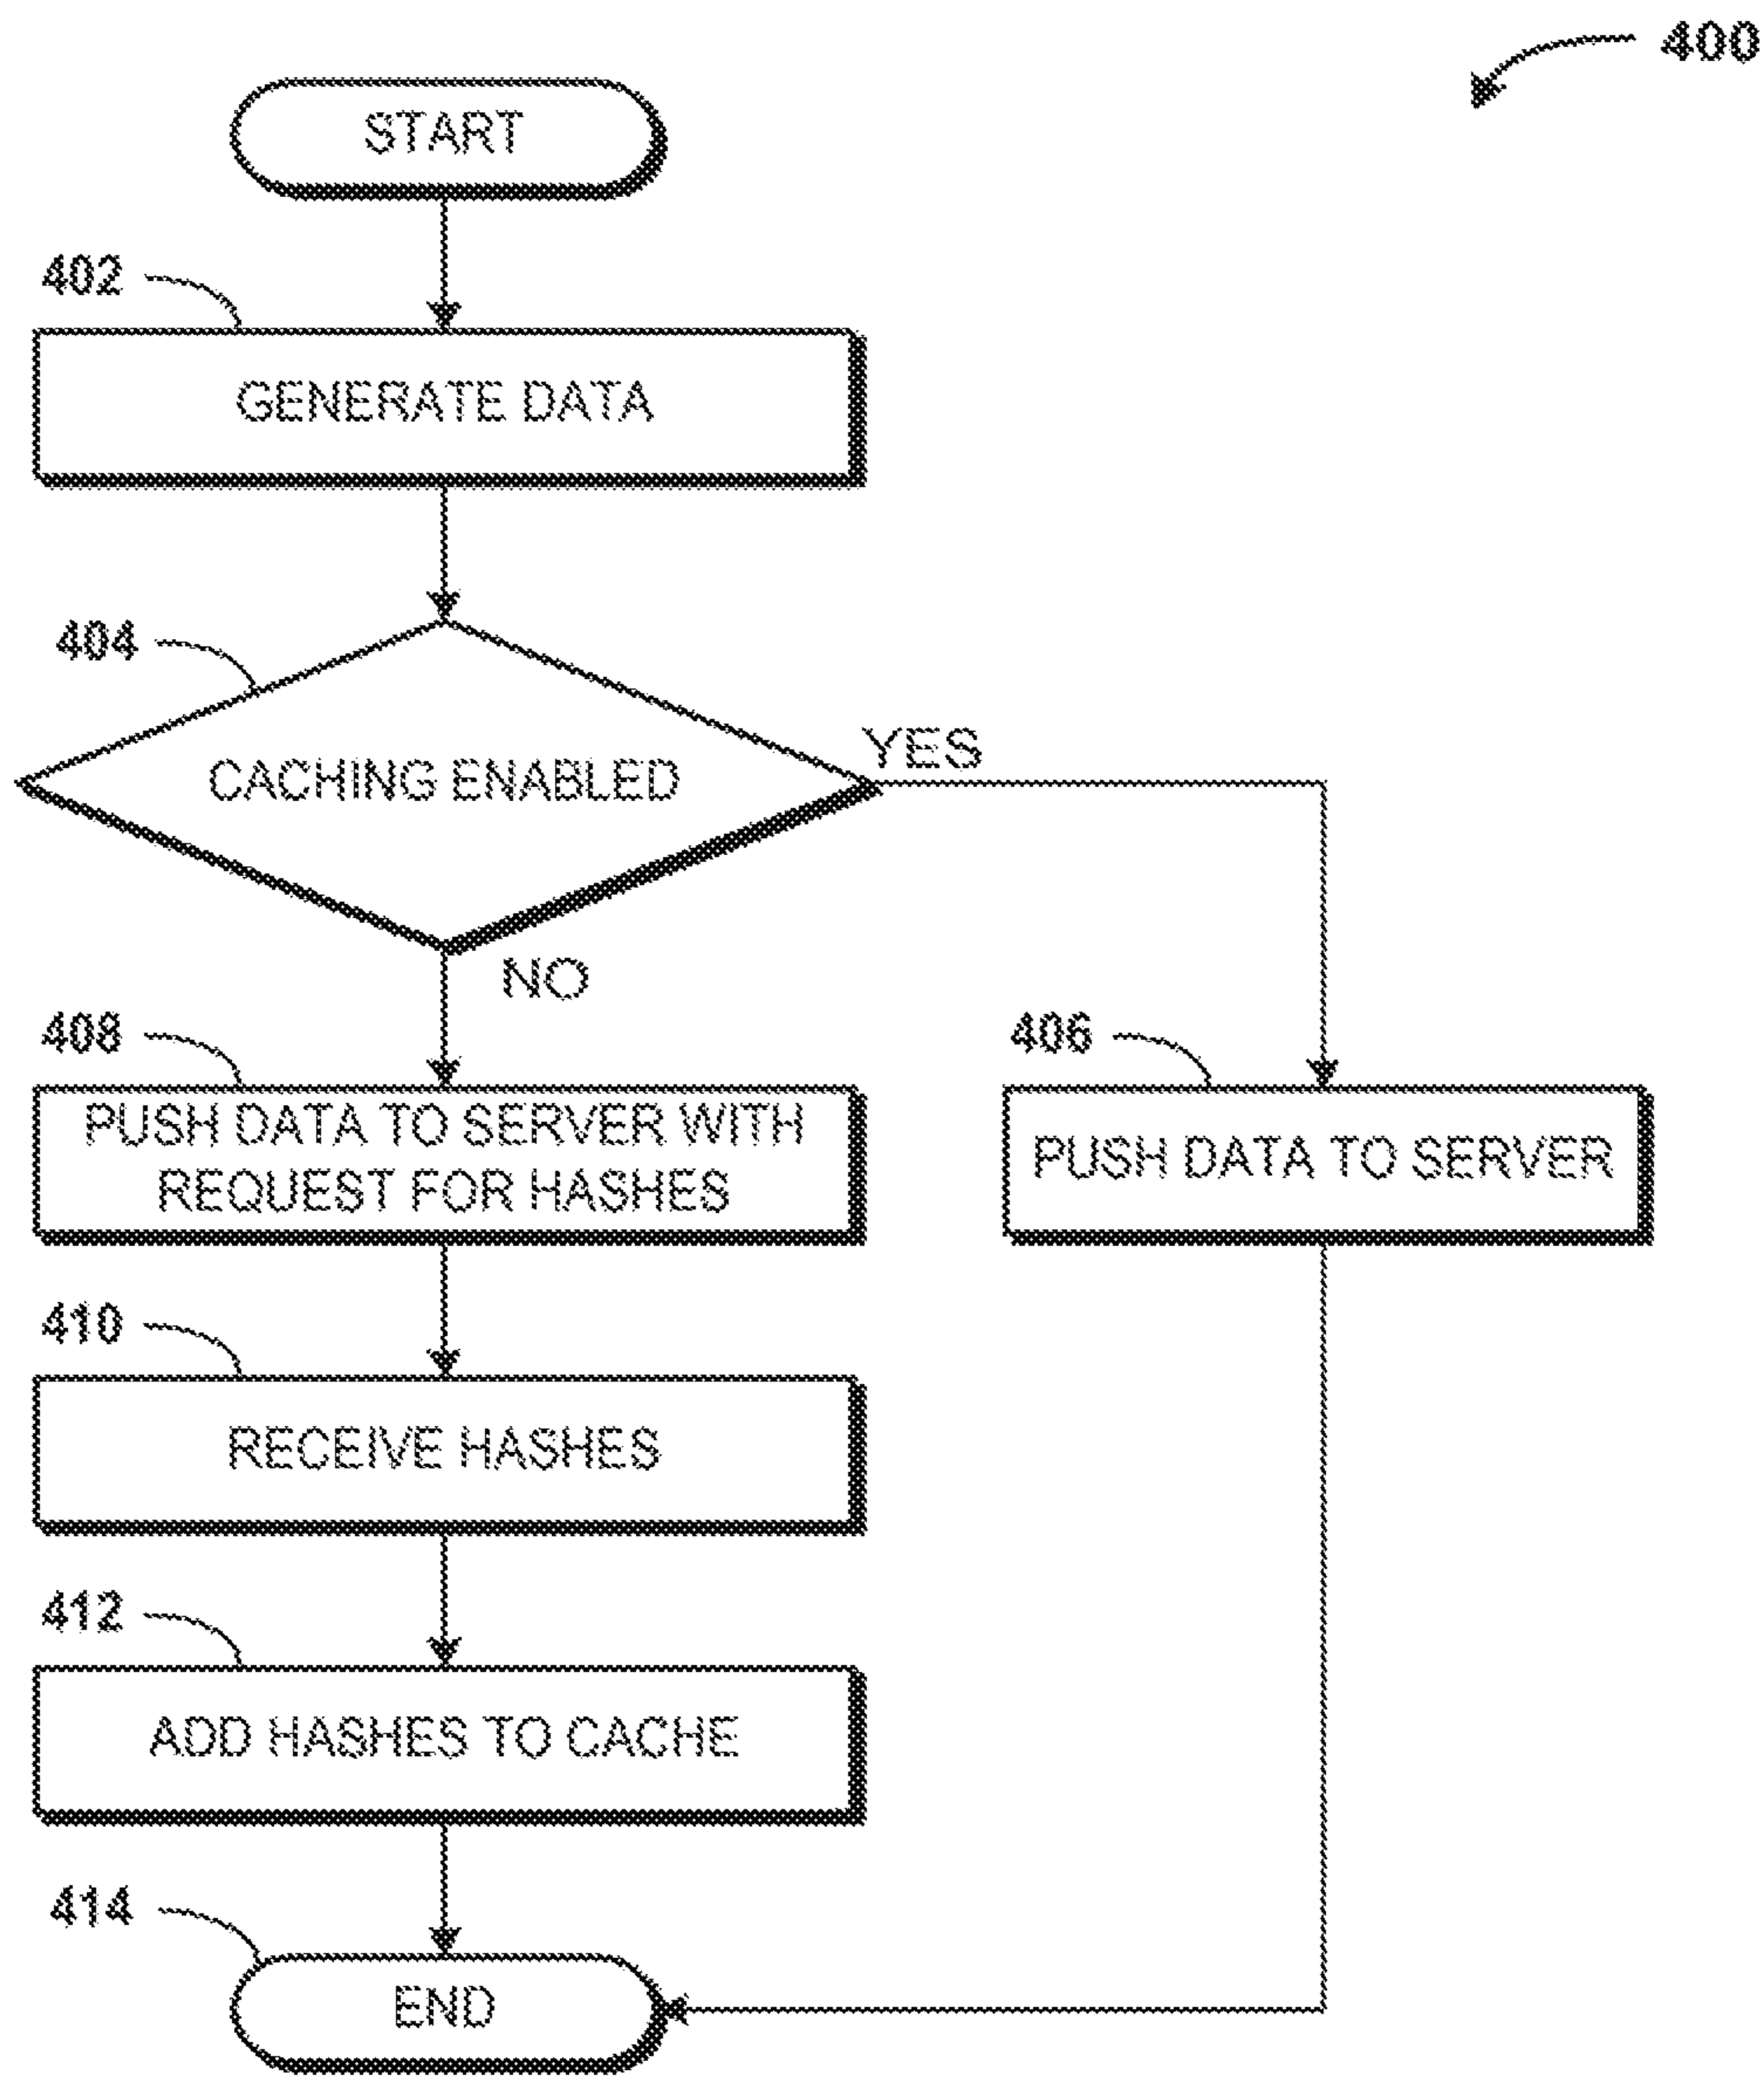 400
START
402
GENERATE DATA
404
CACHING ENABLED
YES
NO
408
PUSH DATA TO SERVER WITH
REQUEST FOR HASHES
406
PUSH DATA TO SERVER
410
RECEIVE HASHES
412
ADD HASHES TO CACHE
414
END